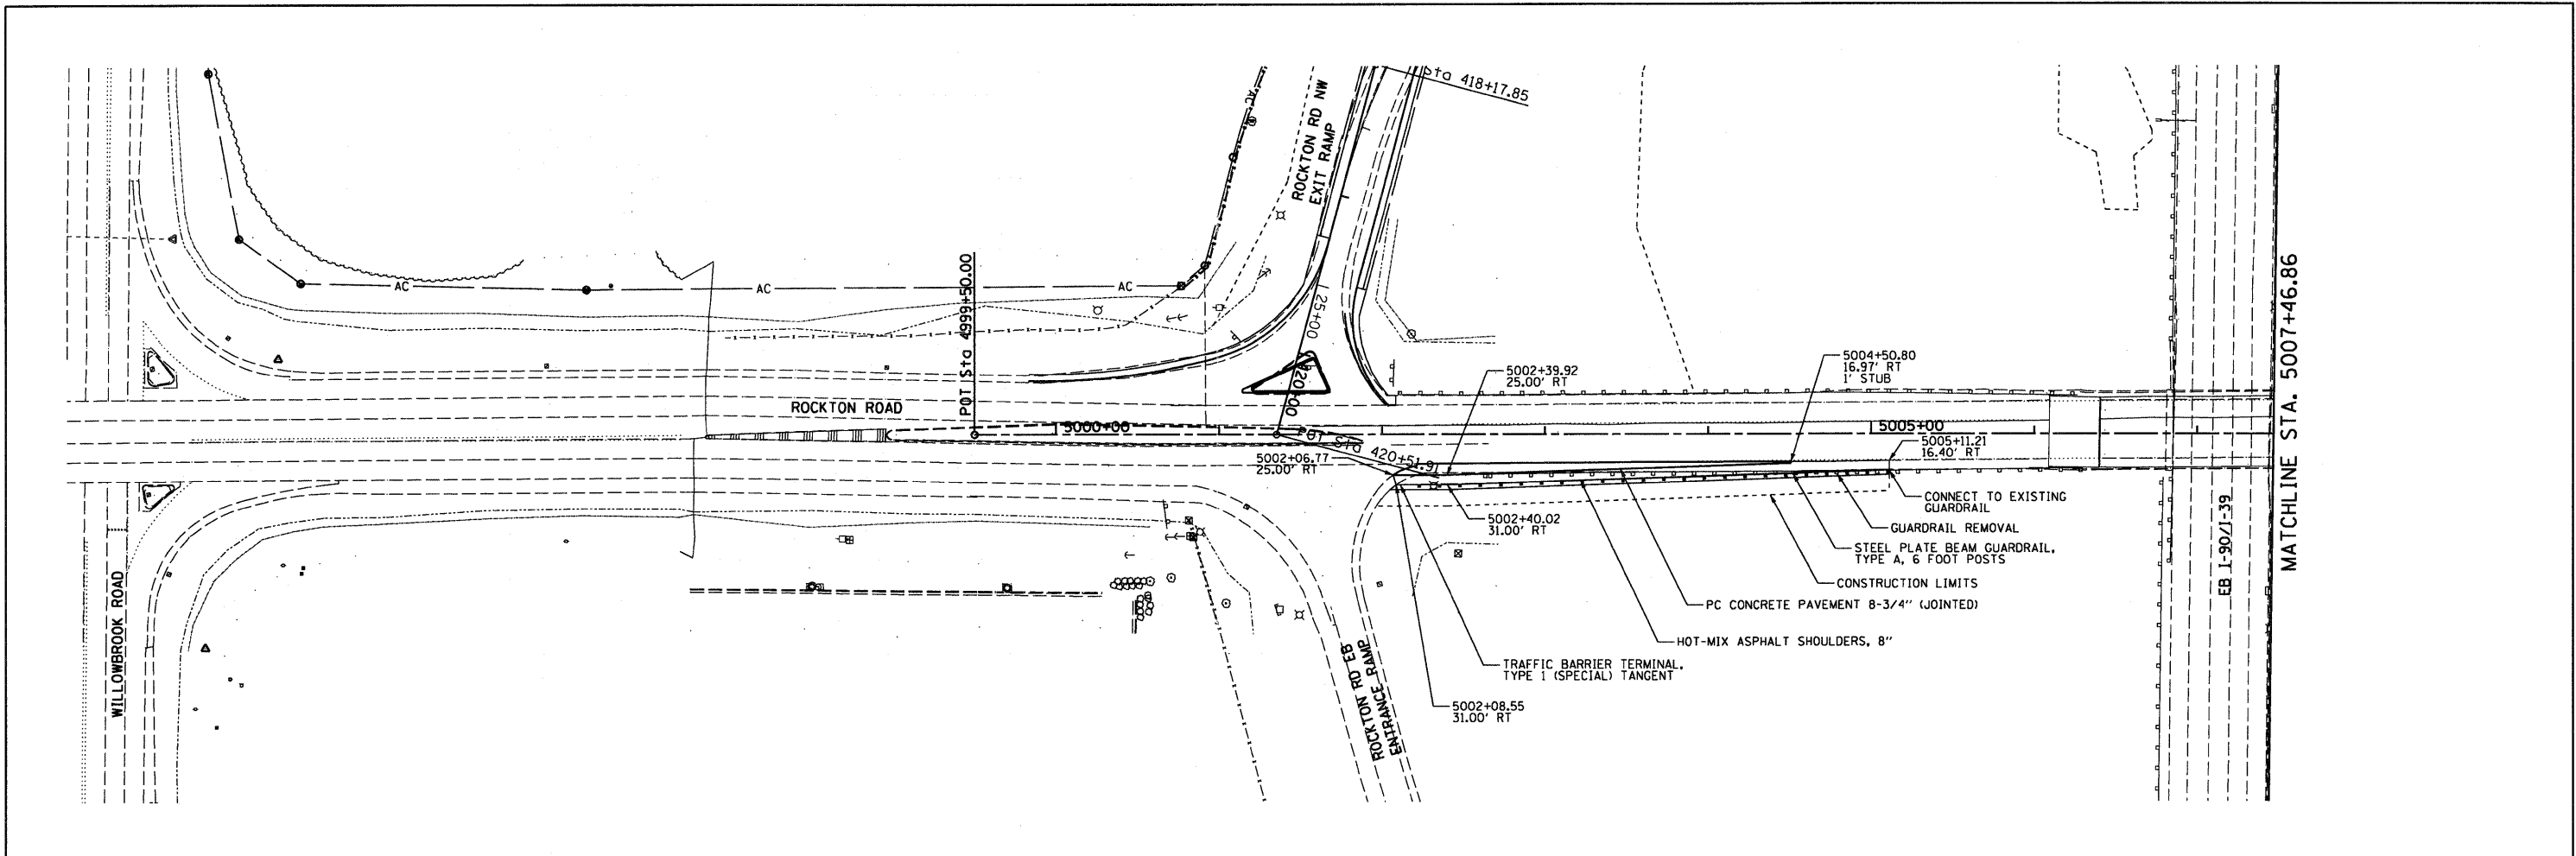 Sta 418+17.85
AC
ROCKTON RD NW
EXIT RAMP
AC
AC
AC
POT Sta 4999+50.00
25+00
420+00
MATCHLINE STA. 5007+46.86
5004+50.80
16.97' RT
1' STUB
5002+39.92
25.00' RT
ROCKTON ROAD
5000+00
5005+00
POT Sta 420+51.91
5005+11.21
16.40' RT
5002+06.77
25.00' RT
CONNECT TO EXISTING
GUARDRAIL
5002+40.02
31.00' RT
GUARDRAIL REMOVAL
STEEL PLATE BEAM GUARDRAIL,
TYPE A, 6 FOOT POSTS
EB I-90/I-39
CONSTRUCTION LIMITS
PC CONCRETE PAVEMENT 8-3/4" (JOINTED)
HOT-MIX ASPHALT SHOULDERS, 8"
WILLOWBROOK ROAD
ROCKTON RD EB
ENTRANCE RAMP
TRAFFIC BARRIER TERMINAL,
TYPE 1 (SPECIAL) TANGENT
5002+08.55
31.00' RT